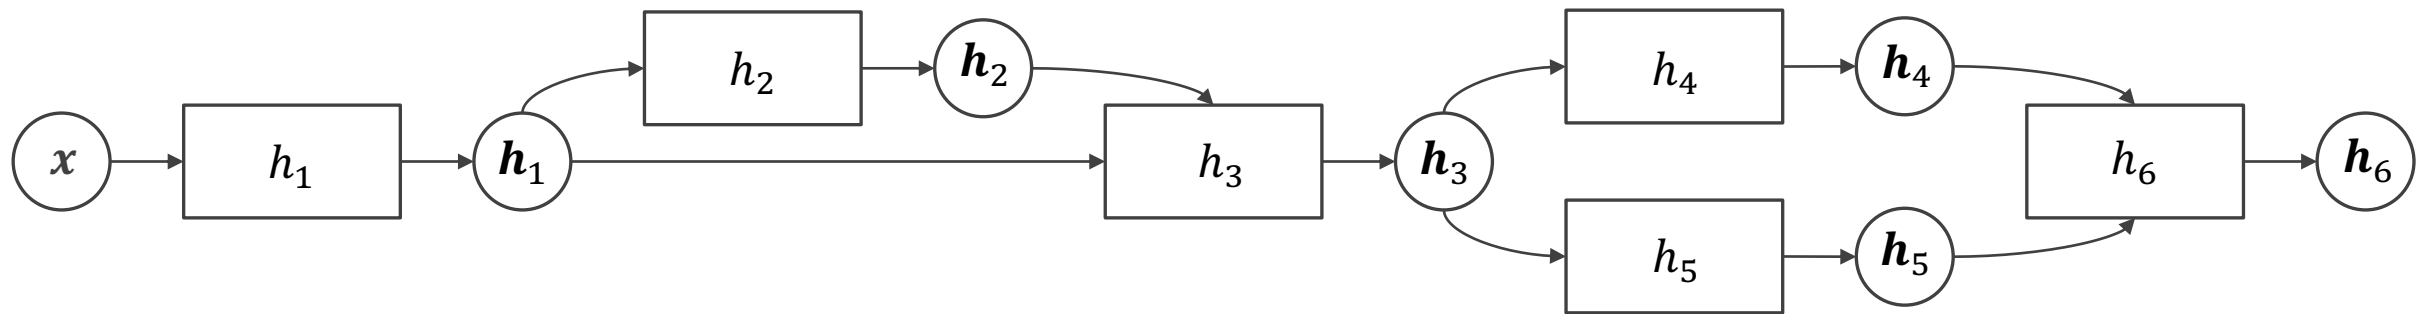 x
h₁
𝒉₁
h₂
𝒉₂
h₃
𝒉₃
h₄
𝒉₄
h₅
𝒉₅
h₆
𝒉₆